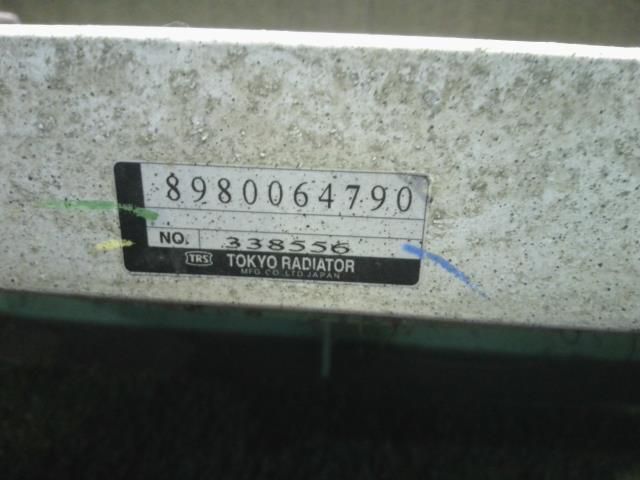 8980064790
NO. 338556
TRS TOKYO RADIATOR
MFG.CO.,LTD.JAPAN